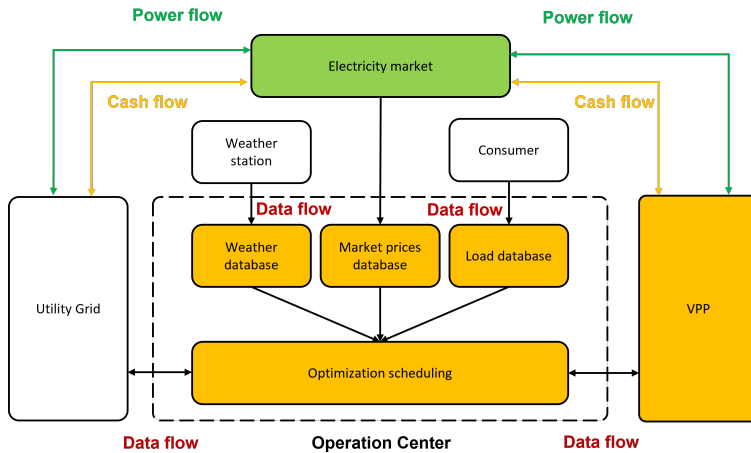 Power flow
Power flow
Electricity market
Cash flow
Cash flow
Weather
station
Consumer
Data flow
Data flow
Weather
database
Market prices
database
Load database
Utility Grid
VPP
Optimization scheduling
Data flow
Operation Center
Data flow